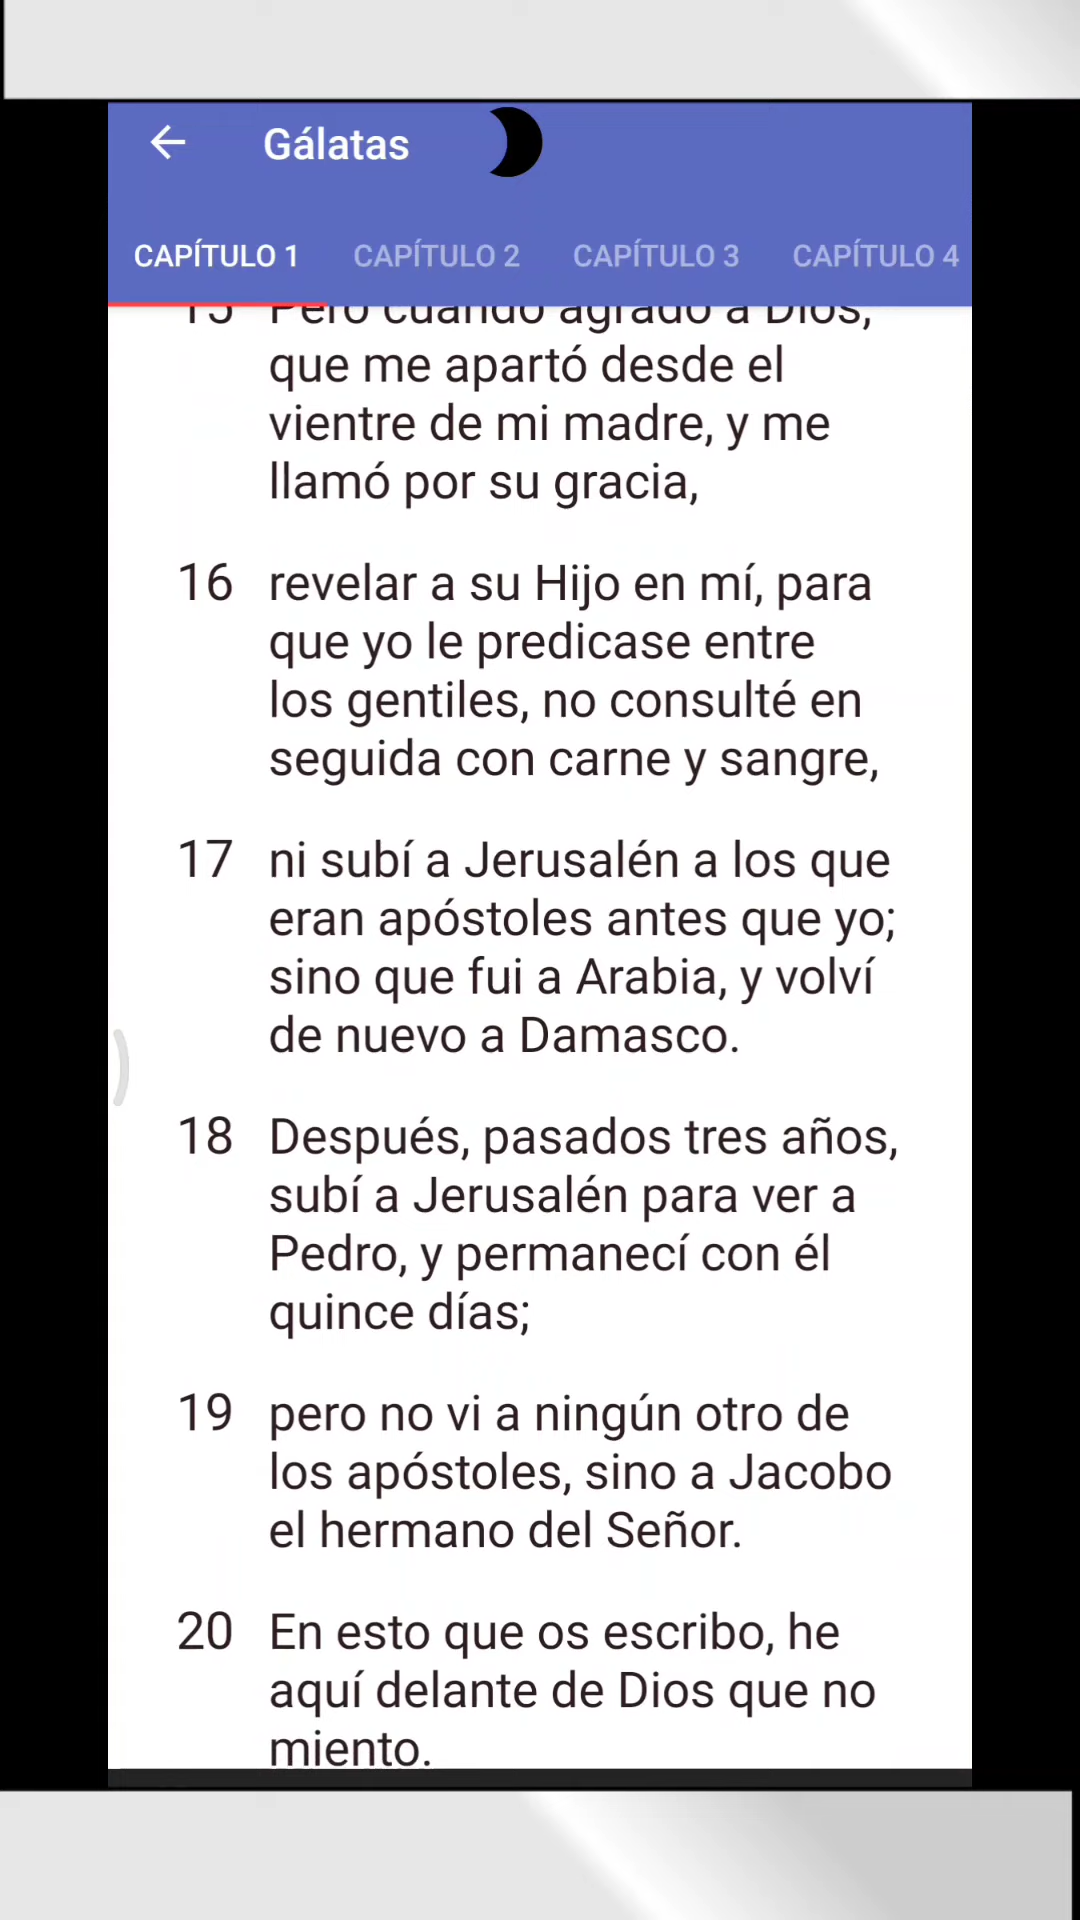 Gálatas
CAPÍTULO 1 CAPÍTULO 2 CAPÍTULO 3 CAPÍTULO 4
15 Pero cuando agradó a Dios,
que me apartó desde el
vientre de mi madre, y me
llamó por su gracia,
16 revelar a su Hijo en mí, para
que yo le predicase entre
los gentiles, no consulté en
seguida con carne y sangre,
17 ni subí a Jerusalén a los que
eran apóstoles antes que yo;
sino que fui a Arabia, y volví
de nuevo a Damasco.
18 Después, pasados tres años,
subí a Jerusalén para ver a
Pedro, y permanecí con él
quince días;
19 pero no vi a ningún otro de
los apóstoles, sino a Jacobo
el hermano del Señor.
20 En esto que os escribo, he
aquí delante de Dios que no
miento.